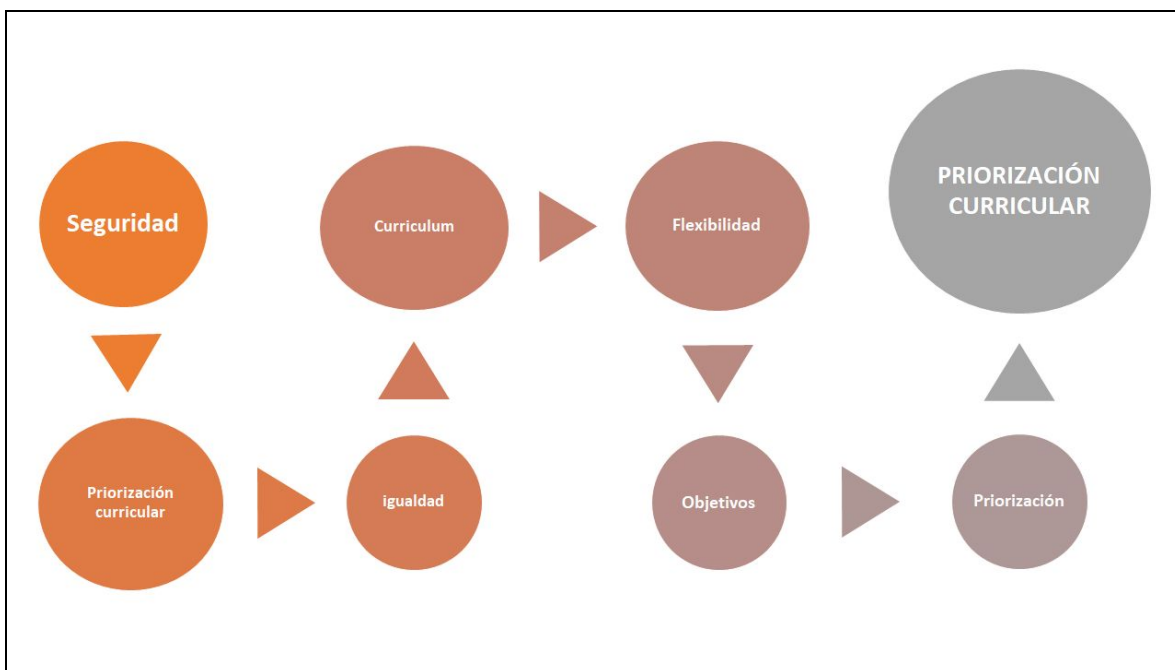 Seguridad
Priorización
curricular
igualdad
Curriculum
Flexibilidad
Objetivos
Priorización
PRIORIZACIÓN
CURRICULAR